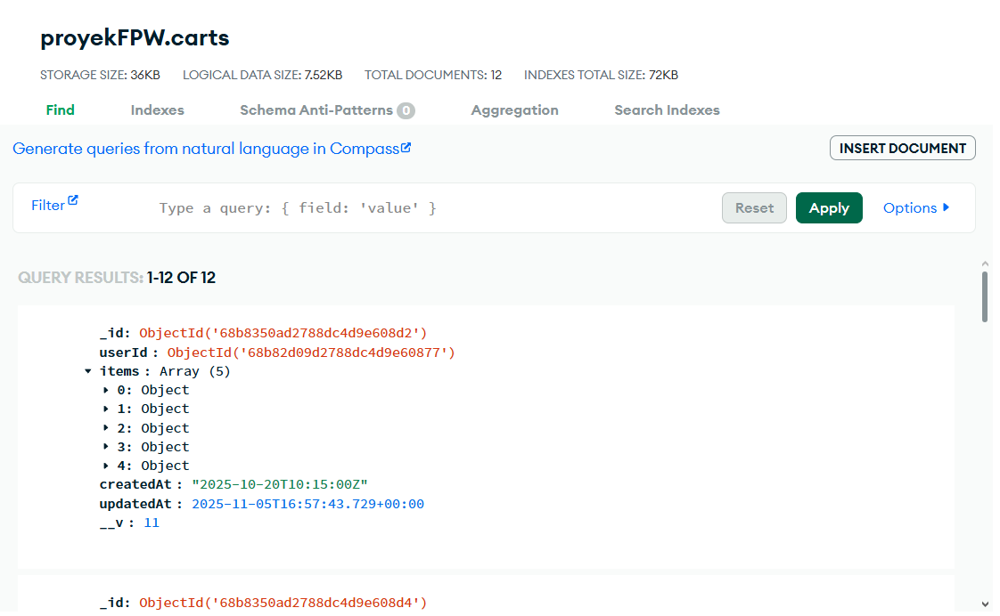 proyekFPW.carts
STORAGE SIZE: 36KB LOGICAL DATA SIZE: 7.52KB TOTAL DOCUMENTS: 12 INDEXES TOTAL SIZE: 72KB
Find Indexes Schema Anti-Patterns 0 Aggregation Search Indexes
Generate queries from natural language in Compass INSERT DOCUMENT
Filter Type a query: { field: 'value' } Reset Apply Options
QUERY RESULTS: 1-12 OF 12
_id: ObjectId('68b8350ad2788dc4d9e608d2')
userId : ObjectId('68b82d09d2788dc4d9e60877')
items : Array (5)
0: Object
1: Object
2: Object
3: Object
4: Object
createdAt : "2025-10-20T10:15:00Z"
updatedAt : 2025-11-05T16:57:43.729+00:00
__v : 11
_id: ObjectId('68b8350ad2788dc4d9e608d4')